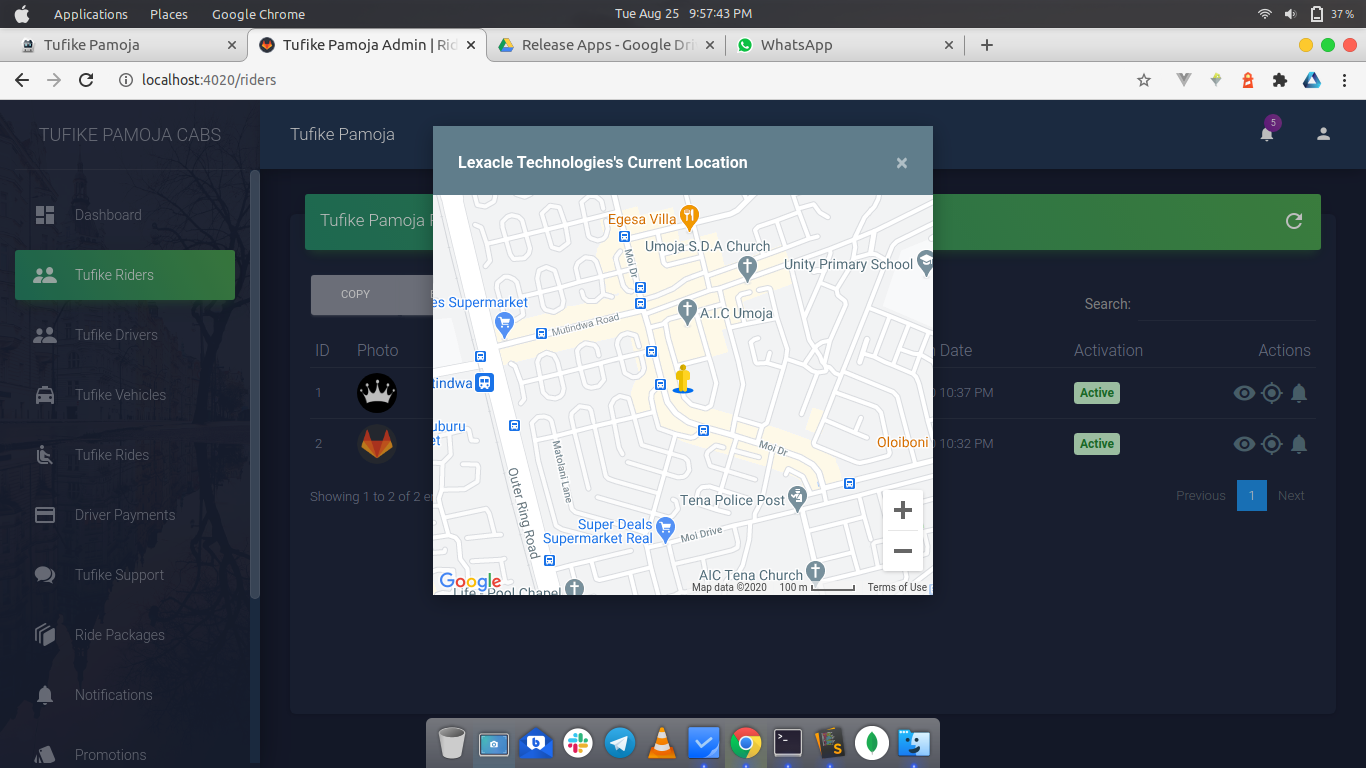 Applications Places Google Chrome Tue Aug 25 9:57:43 PM 37 %
Tufike Pamoja
Tufike Pamoja Admin | Rid
Release Apps - Google Dri
WhatsApp
localhost:4020/riders
TUFIKE PAMOJA CABS
Tufike Pamoja
5
Dashboard
Tufike Riders
Tufike Drivers
Tufike Vehicles
Tufike Rides
Driver Payments
Tufike Support
Ride Packages
Notifications
Promotions
Tufike Pamoja
COPY
Search:
ID Photo Date Activation Actions
1 10:37 PM Active
2 10:32 PM Active
Showing 1 to 2 of 2
Previous 1 Next
Lexacle Technologies's Current Location
×
Egesa Villa
Umoja S.D.A Church
Moi Dr
Unity Primary School
es Supermarket
A.I.C Umoja
Mutindwa Road
tindwa
uburu
et
Oloiboni
Moi Dr
Matolani Lane
Outer Ring Road
Tena Police Post
Super Deals
Supermarket Real
Moi Drive
AIC Tena Church
Google
Pool Chapel
Map data ©2020 100 m Terms of Use